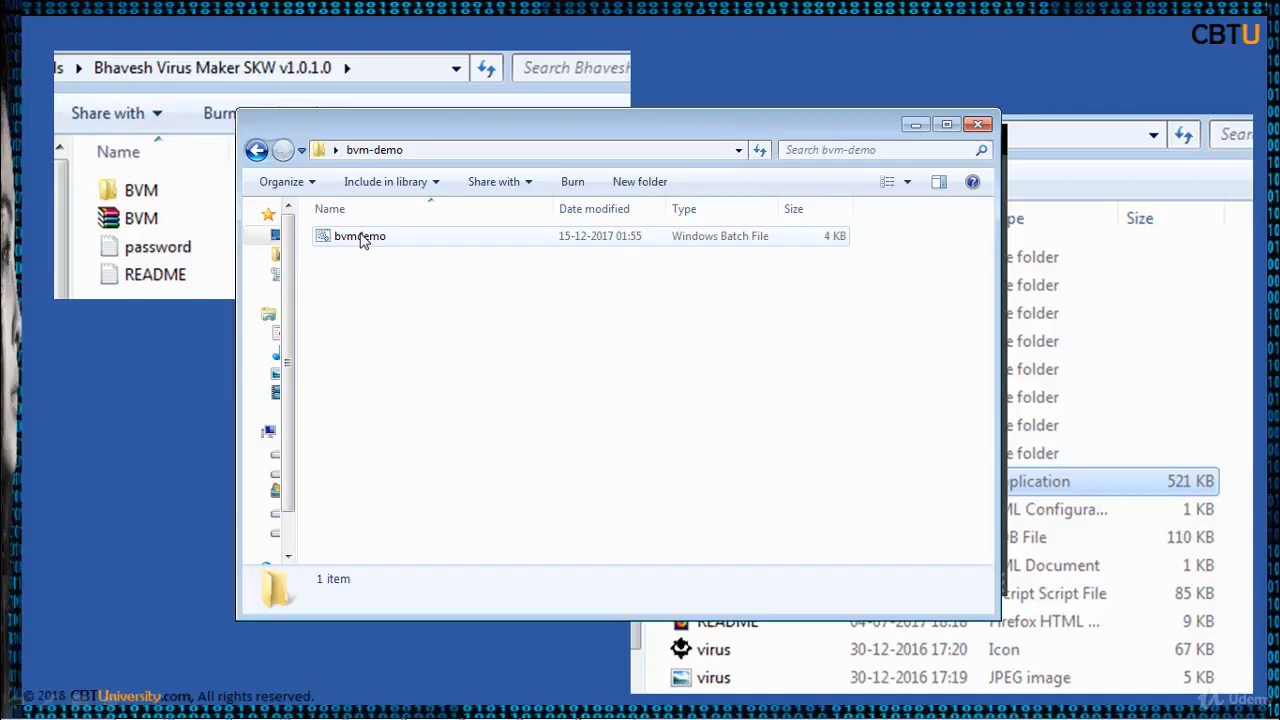 CBTU
ls ▸ Bhavesh Virus Maker SKW v1.0.1.0 ▸
Search Bhavesh
Share with
Burn
Name
BVM
BVM
password
README
bvm-demo
Search bvm-demo
Organize
Include in library
Share with
Burn
New folder
Name
Date modified
Type
Size
bvmdemo
15-12-2017 01:55
Windows Batch File
4 KB
1 item
Sear
pe
Size
e folder
e folder
e folder
e folder
e folder
e folder
e folder
e folder
plication
521 KB
ML Configura...
1 KB
DB File
110 KB
ML Document
1 KB
Script Script File
85 KB
README
04-07-2017 18:18
Firefox HTML ...
9 KB
virus
30-12-2016 17:20
Icon
67 KB
virus
30-12-2016 17:19
JPEG image
5 KB
© 2018 CBTUniversity.com, All rights reserved.
Udemy